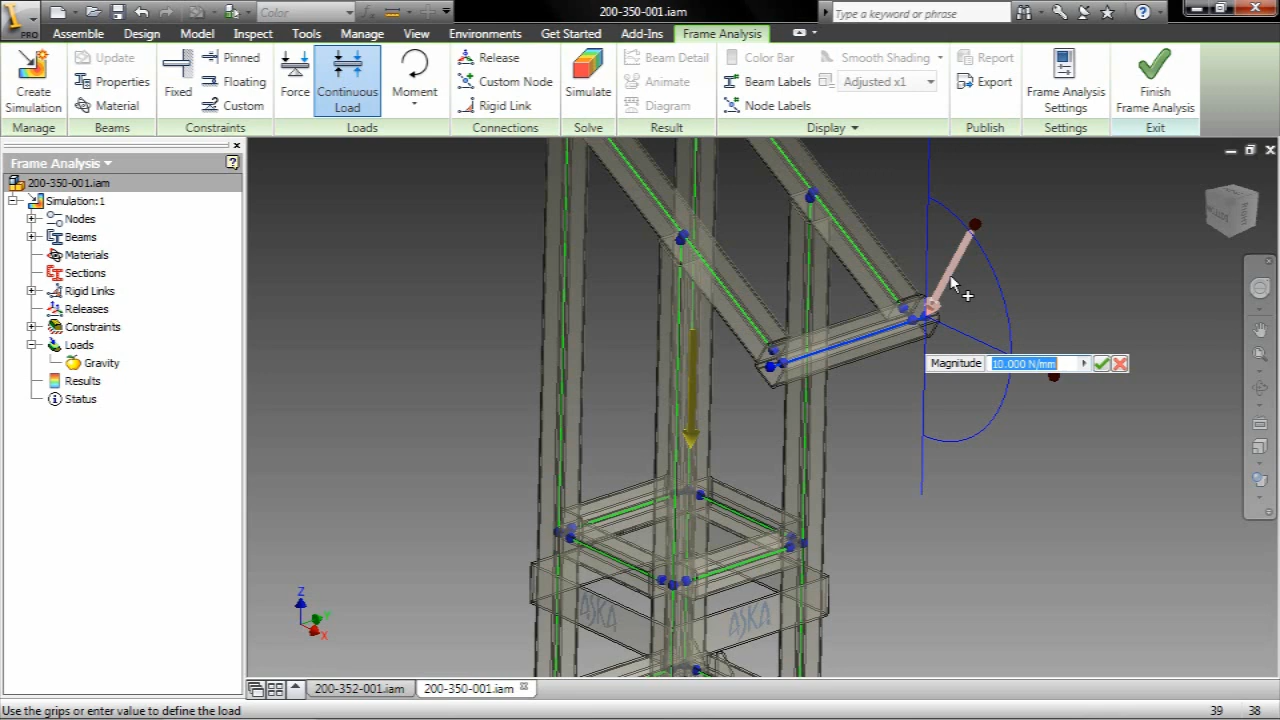 PRO
Color
200-350-001.iam
Type a keyword or phrase
Assemble Design Model Inspect Tools Manage View Environments Get Started Add-Ins Frame Analysis
Create Simulation
Update
Properties
Material
Fixed
Pinned
Floating
Custom
Force
Continuous Load
Moment
Release
Custom Node
Rigid Link
Simulate
Beam Detail
Animate
Diagram
Color Bar
Beam Labels
Node Labels
Smooth Shading
Adjusted x1
Report
Export
Frame Analysis Settings
Finish Frame Analysis
Manage Beams Constraints Loads Connections Solve Result Display Publish Settings Exit
Frame Analysis
200-350-001.iam
Simulation:1
Nodes
Beams
Materials
Sections
Rigid Links
Releases
Constraints
Loads
Gravity
Results
Status
Magnitude 10.000 N/mm
ASKA ASKA
Z
Y
X
200-352-001.iam 200-350-001.iam
Use the grips or enter value to define the load 39 38